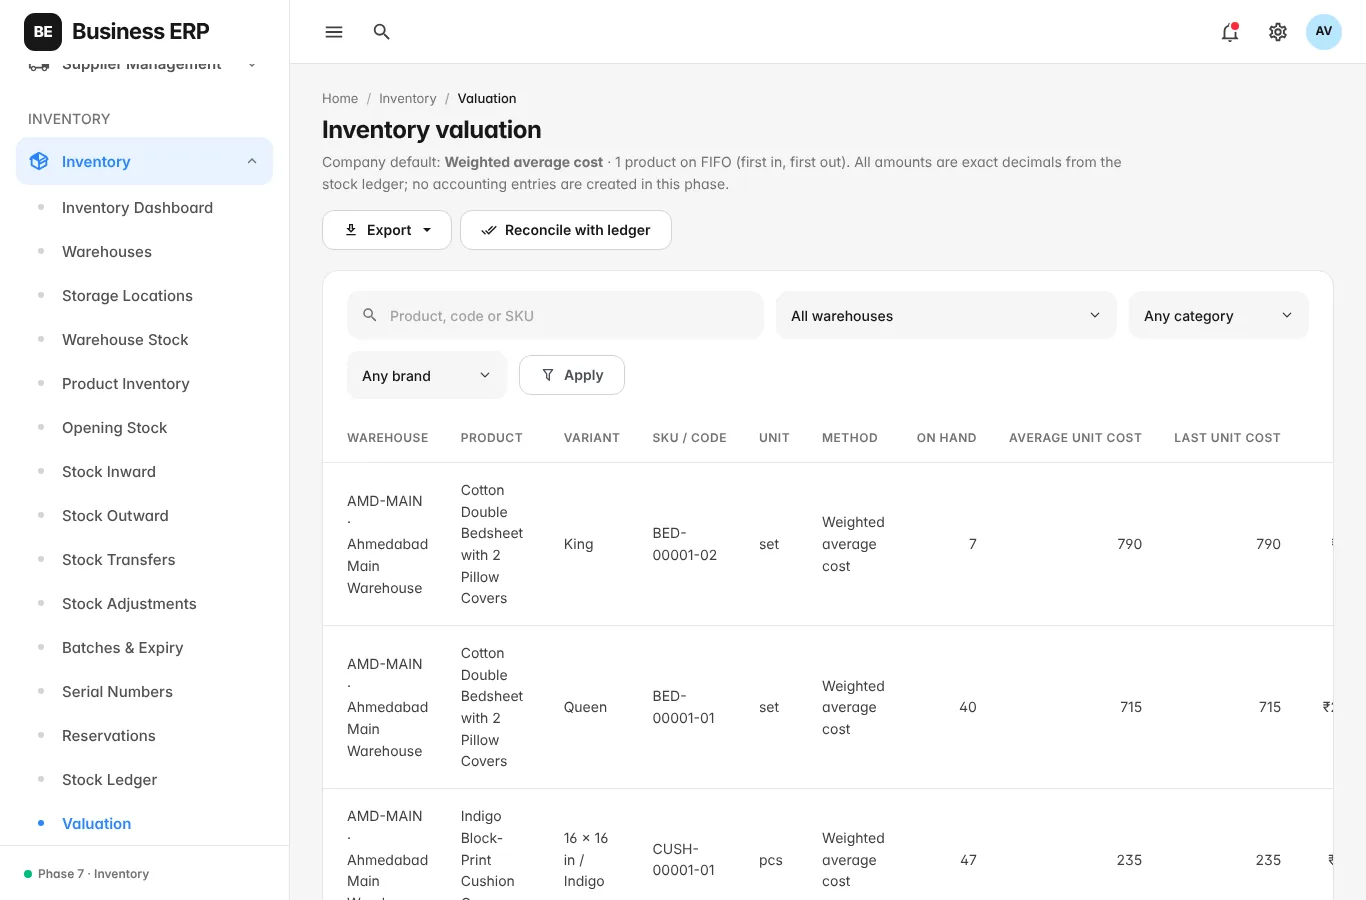 BE Business ERP
Supplier Management
INVENTORY
Inventory
Inventory Dashboard
Warehouses
Storage Locations
Warehouse Stock
Product Inventory
Opening Stock
Stock Inward
Stock Outward
Stock Transfers
Stock Adjustments
Batches & Expiry
Serial Numbers
Reservations
Stock Ledger
Valuation
Phase 7 · Inventory
AV
Home / Inventory / Valuation
Inventory valuation
Company default: Weighted average cost · 1 product on FIFO (first in, first out). All amounts are exact decimals from the
stock ledger; no accounting entries are created in this phase.
Export
Reconcile with ledger
Product, code or SKU
All warehouses
Any category
Any brand
Apply
WAREHOUSE PRODUCT VARIANT SKU / CODE UNIT METHOD ON HAND AVERAGE UNIT COST LAST UNIT COST
AMD-MAIN
·
Ahmedabad
Main
Warehouse
Cotton
Double
Bedsheet
with 2
Pillow
Covers
King
BED-
00001-02
set
Weighted
average
cost
7
790
790
AMD-MAIN
·
Ahmedabad
Main
Warehouse
Cotton
Double
Bedsheet
with 2
Pillow
Covers
Queen
BED-
00001-01
set
Weighted
average
cost
40
715
715
AMD-MAIN
·
Ahmedabad
Main
Indigo
Block-
Print
Cushion
16 × 16
in /
Indigo
CUSH-
00001-01
pcs
Weighted
average
cost
47
235
235